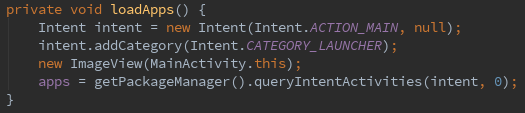 private void loadApps() {
    Intent intent = new Intent(Intent.ACTION_MAIN, null);
    intent.addCategory(Intent.CATEGORY_LAUNCHER);
    new ImageView(MainActivity.this);
    apps = getPackageManager().queryIntentActivities(intent, 0);
}